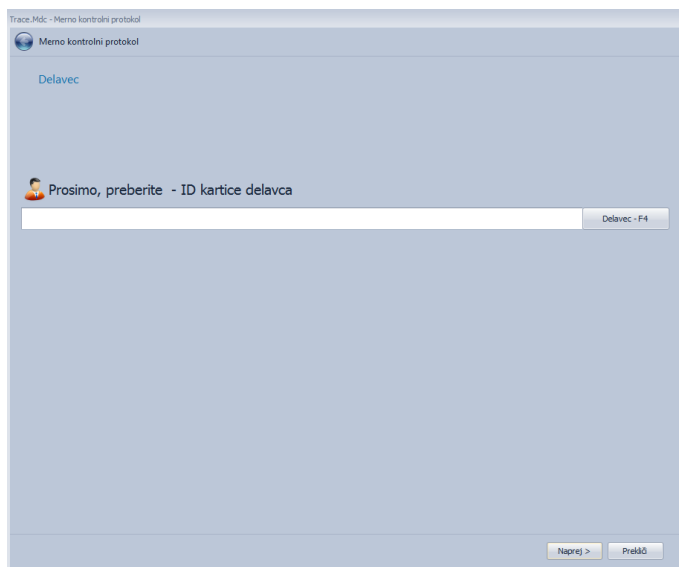 Trace.Mdc - Merno kontrolni protokol
Merno kontrolni protokol
Delavec
Prosimo, preberite - ID kartice delavca
Delavec - F4
Naprej >
Prekliči